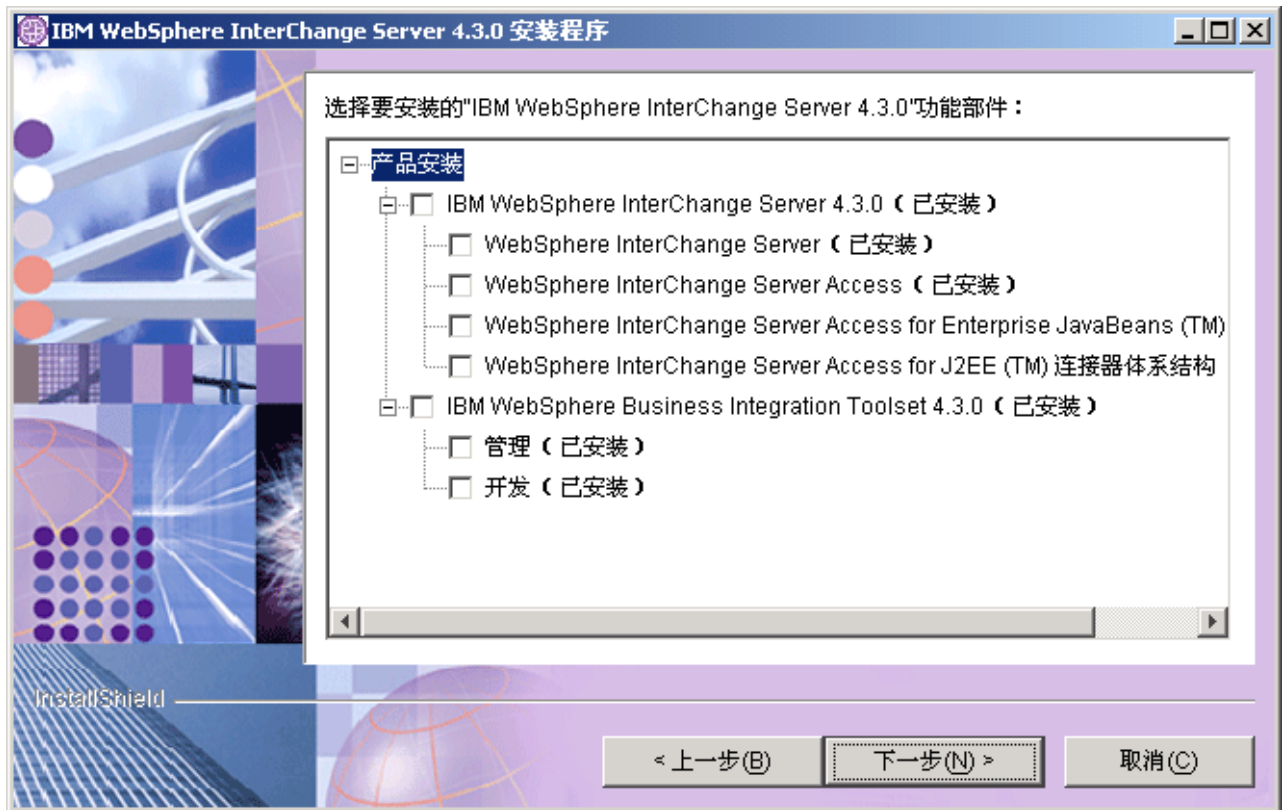 IBM WebSphere InterChange Server 4.3.0 安装程序
选择要安装的"IBM WebSphere InterChange Server 4.3.0"功能部件：
产品安装
IBM WebSphere InterChange Server 4.3.0（已安装）
WebSphere InterChange Server（已安装）
WebSphere InterChange Server Access（已安装）
WebSphere InterChange Server Access for Enterprise JavaBeans (TM)
WebSphere InterChange Server Access for J2EE (TM) 连接器体系结构
IBM WebSphere Business Integration Toolset 4.3.0（已安装）
管理（已安装）
开发（已安装）
InstallShield
< 上一步(B)
下一步(N) >
取消(C)